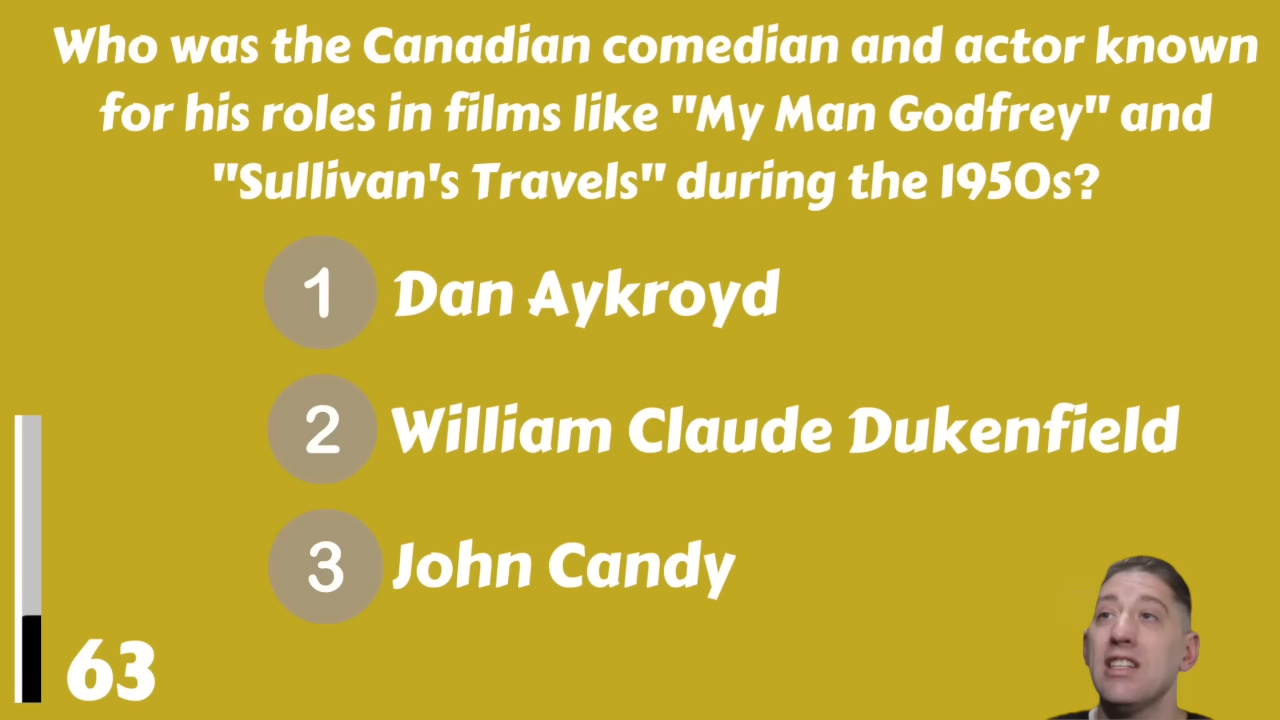 Who was the Canadian comedian and actor known
for his roles in films like "My Man Godfrey" and
"Sullivan's Travels" during the 1950s?
1 Dan Aykroyd
2 William Claude Dukenfield
3 John Candy
63